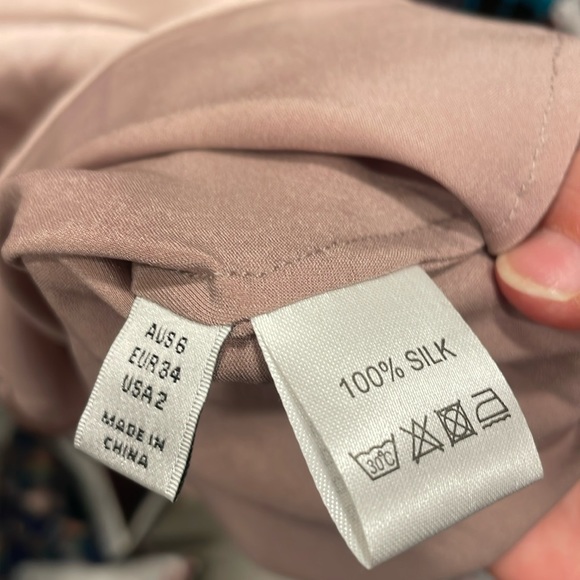 AUS 6
EUR 34
USA 2
MADE IN
CHINA
100% SILK
30°C